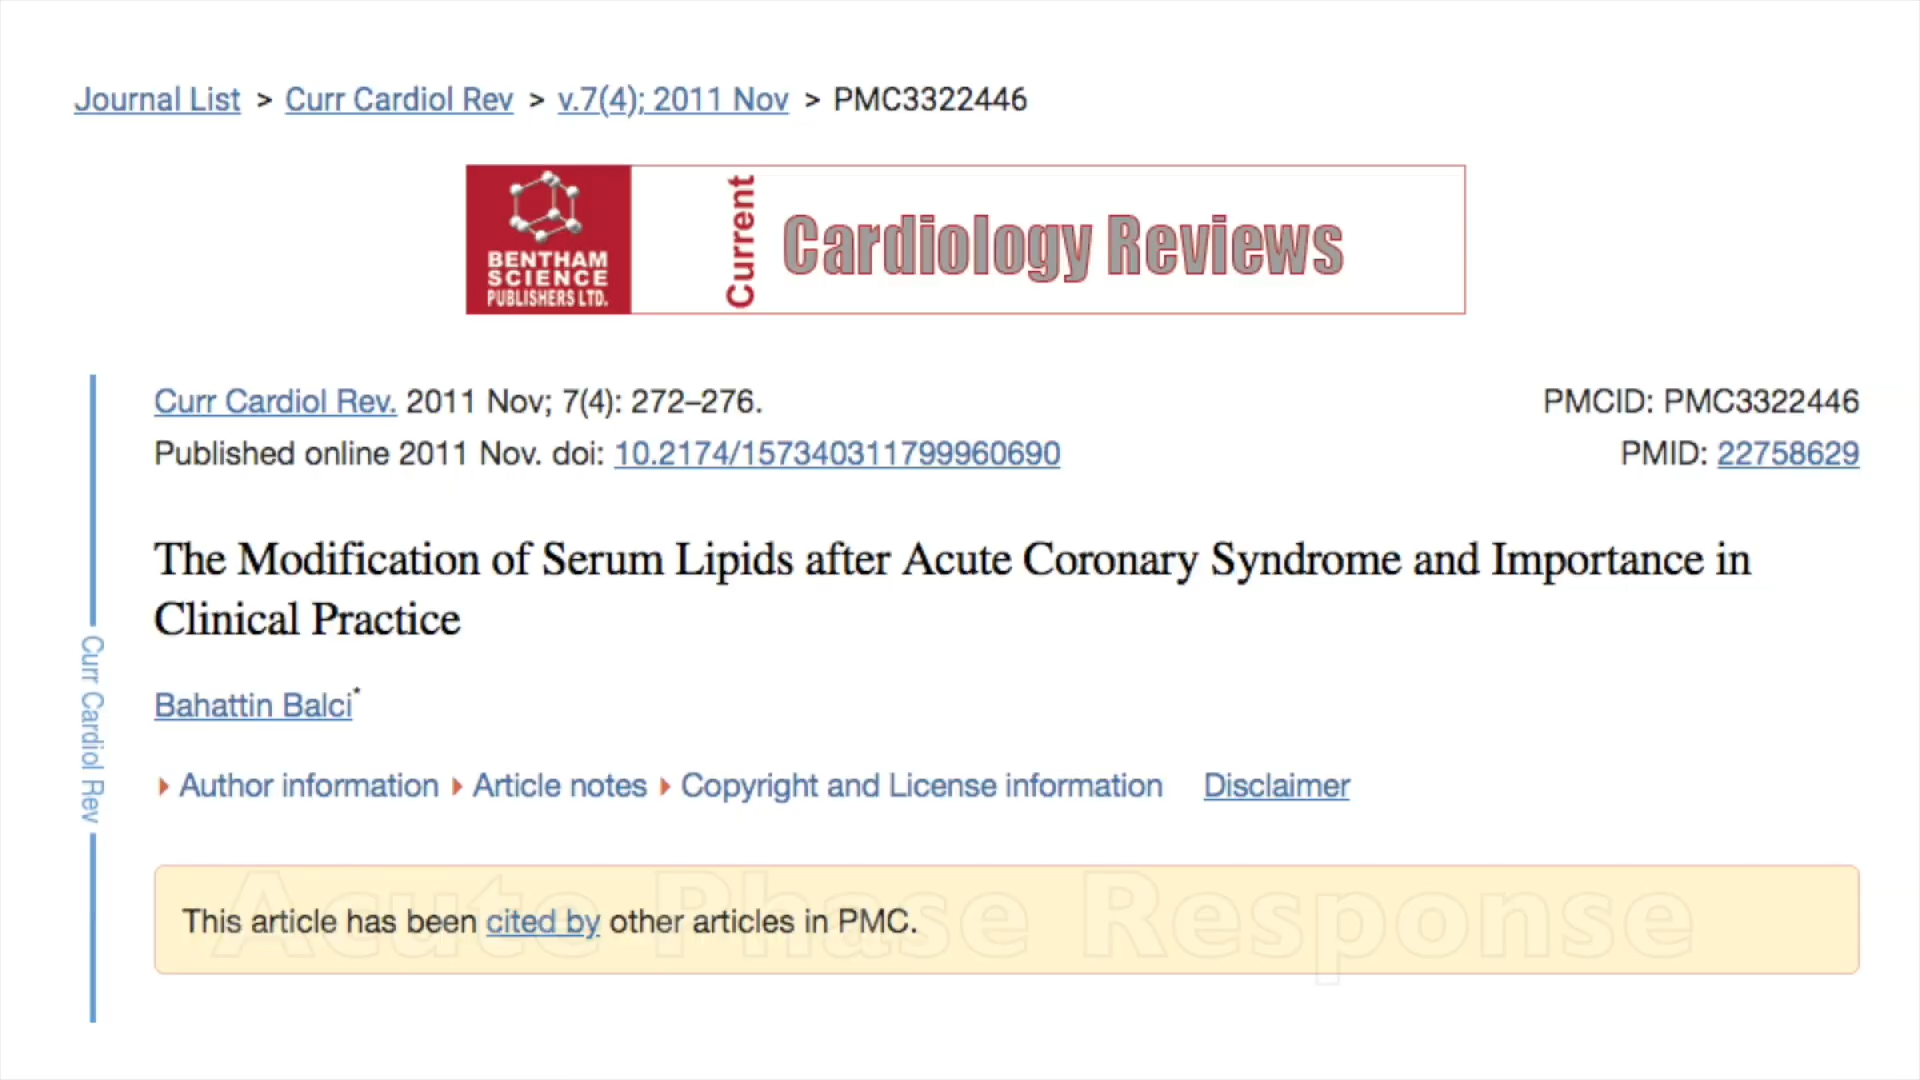 Journal List > Curr Cardiol Rev > v.7(4); 2011 Nov > PMC3322446
BENTHAM
SCIENCE
PUBLISHERS LTD.
Current
Cardiology Reviews
Curr Cardiol Rev. 2011 Nov; 7(4): 272–276.
PMCID: PMC3322446
Published online 2011 Nov. doi: 10.2174/157340311799960690
PMID: 22758629
The Modification of Serum Lipids after Acute Coronary Syndrome and Importance in
Clinical Practice
Curr Cardiol Rev
Bahattin Balci*
Author information Article notes Copyright and License information Disclaimer
This article has been cited by other articles in PMC.
Acute Phase Response